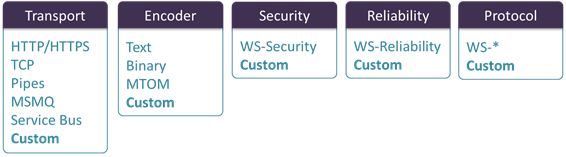 Transport
HTTP/HTTPS
TCP
Pipes
MSMQ
Service Bus
Custom
Encoder
Text
Binary
MTOM
Custom
Security
WS-Security
Custom
Reliability
WS-Reliability
Custom
Protocol
WS-*
Custom